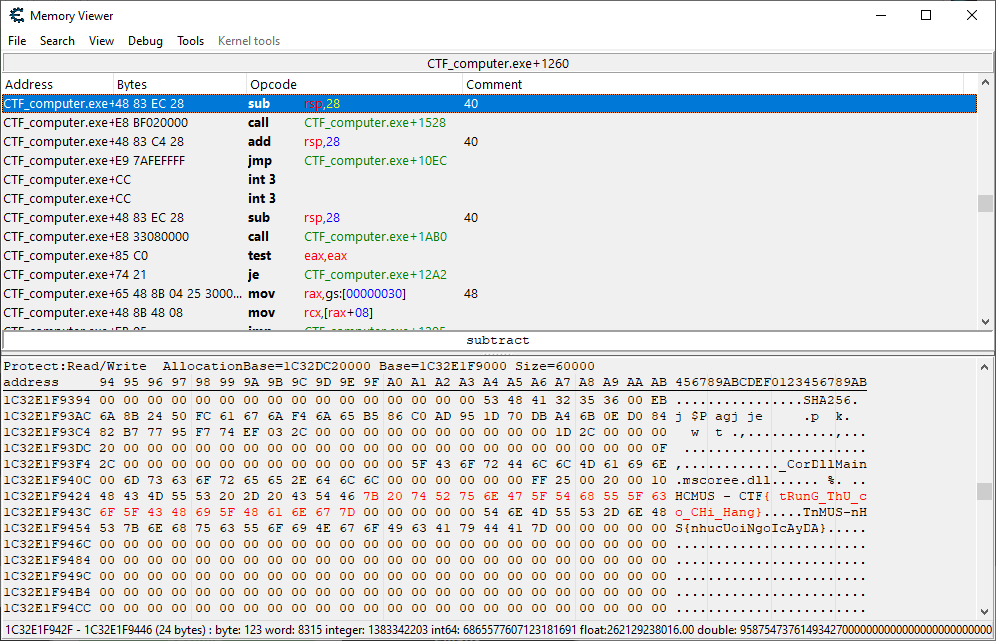 Memory Viewer
File Search View Debug Tools Kernel tools
CTF_computer.exe+1260
Address Bytes Opcode Comment
CTF_computer.exe+48 83 EC 28 sub rsp,28 40
CTF_computer.exe+E8 BF020000 call CTF_computer.exe+1528
CTF_computer.exe+48 83 C4 28 add rsp,28 40
CTF_computer.exe+E9 7AFEFFFF jmp CTF_computer.exe+10EC
CTF_computer.exe+CC int 3
CTF_computer.exe+CC int 3
CTF_computer.exe+48 83 EC 28 sub rsp,28 40
CTF_computer.exe+E8 33080000 call CTF_computer.exe+1AB0
CTF_computer.exe+85 C0 test eax,eax
CTF_computer.exe+74 21 je CTF_computer.exe+12A2
CTF_computer.exe+65 48 8B 04 25 3000... mov rax,gs:[00000030] 48
CTF_computer.exe+48 8B 48 08 mov rcx,[rax+08]
subtract
Protect:Read/Write AllocationBase=1C32DC20000 Base=1C32E1F9000 Size=60000
address 94 95 96 97 98 99 9A 9B 9C 9D 9E 9F A0 A1 A2 A3 A4 A5 A6 A7 A8 A9 AA AB 456789ABCDEF0123456789AB
1C32E1F9394 00 00 00 00 00 00 00 00 00 00 00 00 00 00 00 00 53 48 41 32 35 36 00 EB ................SHA256.
1C32E1F93AC 6A 8B 24 50 FC 61 67 6A F4 6A 65 B5 86 C0 AD 95 1D 70 DB A4 6B 0E D0 84 j $P agj je .p k.
1C32E1F93C4 82 B7 77 95 F7 74 EF 03 2C 00 00 00 00 00 00 00 00 00 00 1D 2C 00 00 00 w t .,...........,...
1C32E1F93DC 20 00 00 00 00 00 00 00 00 00 00 00 00 00 00 00 00 00 00 00 00 00 00 0F .......................
1C32E1F93F4 2C 00 00 00 00 00 00 00 00 00 00 00 00 5F 43 6F 72 44 6C 6C 4D 61 69 6E ,............_CorDllMain
1C32E1F940C 00 6D 73 63 6F 72 65 65 2E 64 6C 6C 00 00 00 00 00 00 FF 25 00 20 00 10 .mscoree.dll...... %. ..
1C32E1F9424 48 43 4D 55 53 20 2D 20 43 54 46 7B 20 74 52 75 6E 47 5F 54 68 55 5F 63 HCMUS - CTF{ tRunG_ThU_c
1C32E1F943C 6F 5F 43 48 69 5F 48 61 6E 67 7D 00 00 00 00 00 54 6E 4D 55 53 2D 6E 48 o_CHi_Hang}.....TnMUS-nH
1C32E1F9454 53 7B 6E 68 75 63 55 6F 69 4E 67 6F 49 63 41 79 44 41 7D 00 00 00 00 00 S{nhucUoiNgoIcAyDA}.....
1C32E1F946C 00 00 00 00 00 00 00 00 00 00 00 00 00 00 00 00 00 00 00 00 00 00 00 00 ........................
1C32E1F9484 00 00 00 00 00 00 00 00 00 00 00 00 00 00 00 00 00 00 00 00 00 00 00 00 ........................
1C32E1F949C 00 00 00 00 00 00 00 00 00 00 00 00 00 00 00 00 00 00 00 00 00 00 00 00 ........................
1C32E1F94B4 00 00 00 00 00 00 00 00 00 00 00 00 00 00 00 00 00 00 00 00 00 00 00 00 ........................
1C32E1F94CC 00 00 00 00 00 00 00 00 00 00 00 00 00 00 00 00 00 00 00 00 00 00 00 00 ........................
1C32E1F942F - 1C32E1F9446 (24 bytes) : byte: 123 word: 8315 integer: 1383342203 int64: 6865577607123181691 float:262129238016.00 double: 958754737614934270000000000000000000000000000